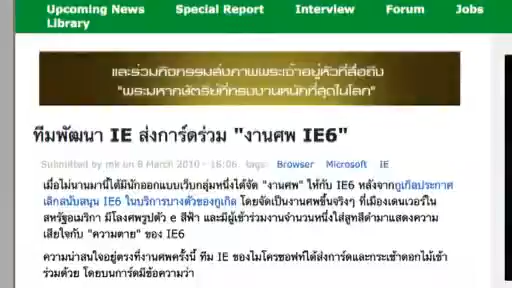 Upcoming News Special Report Interview Forum Jobs
Library
และร่วมกิจกรรมส่งภาพพระเจ้าอยู่หัวที่สื่อถึง
"พระมหากษัตริย์ที่ทรงงานหนักที่สุดในโลก"
ทีมพัฒนา IE ส่งการ์ดร่วม "งานศพ IE6"
Submitted by mk on 8 March 2010 - 16:06 tags: Browser Microsoft IE
เมื่อไม่นานมานี้ได้มีนักออกแบบเว็บกลุ่มหนึ่งได้จัด "งานศพ" ให้กับ IE6 หลังจากกูเกิลประกาศ
เลิกสนับสนุน IE6 ในบริการบางตัวของกูเกิล โดยจัดเป็นงานศพขึ้นจริงๆ ที่เมืองเดนเวอร์ใน
สหรัฐอเมริกา มีโลงศพรูปตัว e สีฟ้า และมีผู้เข้าร่วมงานจำนวนหนึ่งใส่สูทสีดำมาแสดงความ
เสียใจกับ "ความตาย" ของ IE6
ความน่าสนใจอยู่ตรงที่งานศพครั้งนี้ ทีม IE ของไมโครซอฟท์ได้ส่งการ์ดและกระเช้าดอกไม้เข้า
ร่วมด้วย โดยบนการ์ดมีข้อความว่า